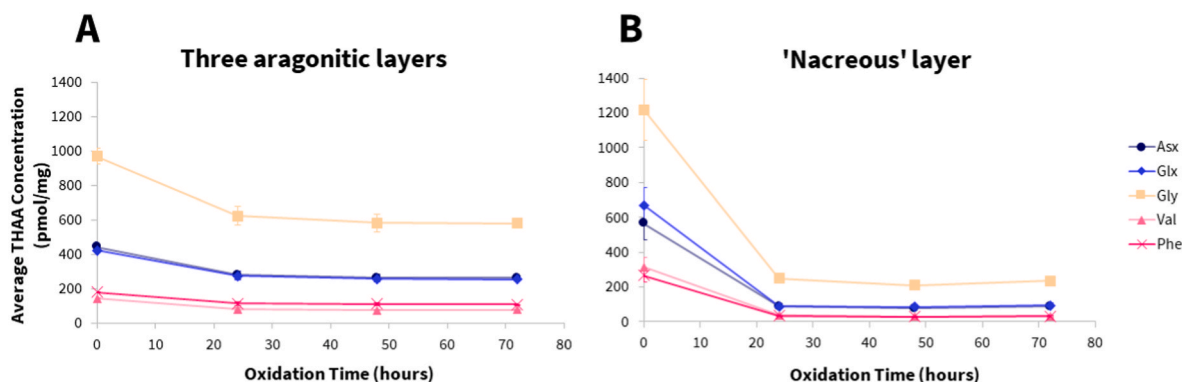 A
Three aragonitic layers
Average THAA Concentration
(pmol/mg)
1400
1200
1000
800
600
400
200
0
0 10 20 30 40 50 60 70 80
Oxidation Time (hours)
B
'Nacreous' layer
1400
1200
1000
800
600
400
200
0
0 10 20 30 40 50 60 70 80
Oxidation Time (hours)
Asx
Glx
Gly
Val
Phe